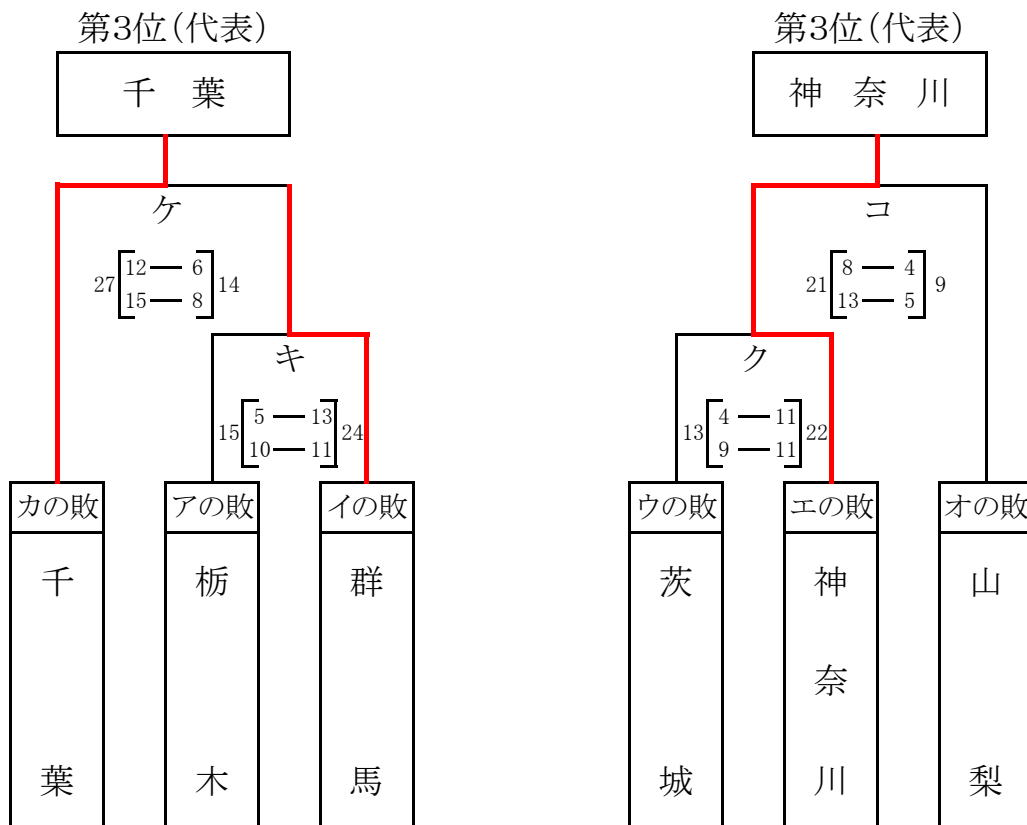 第3位(代表)
千葉
ケ
27 12 6 14
15 8
キ
15 5 13 24
10 11
カの敗 アの敗 イの敗
千葉
栃木
群馬
第3位(代表)
神奈川
コ
21 8 4 9
13 5
ク
13 4 11 22
9 11
ウの敗 エの敗 オの敗
茨城
神奈川
山梨